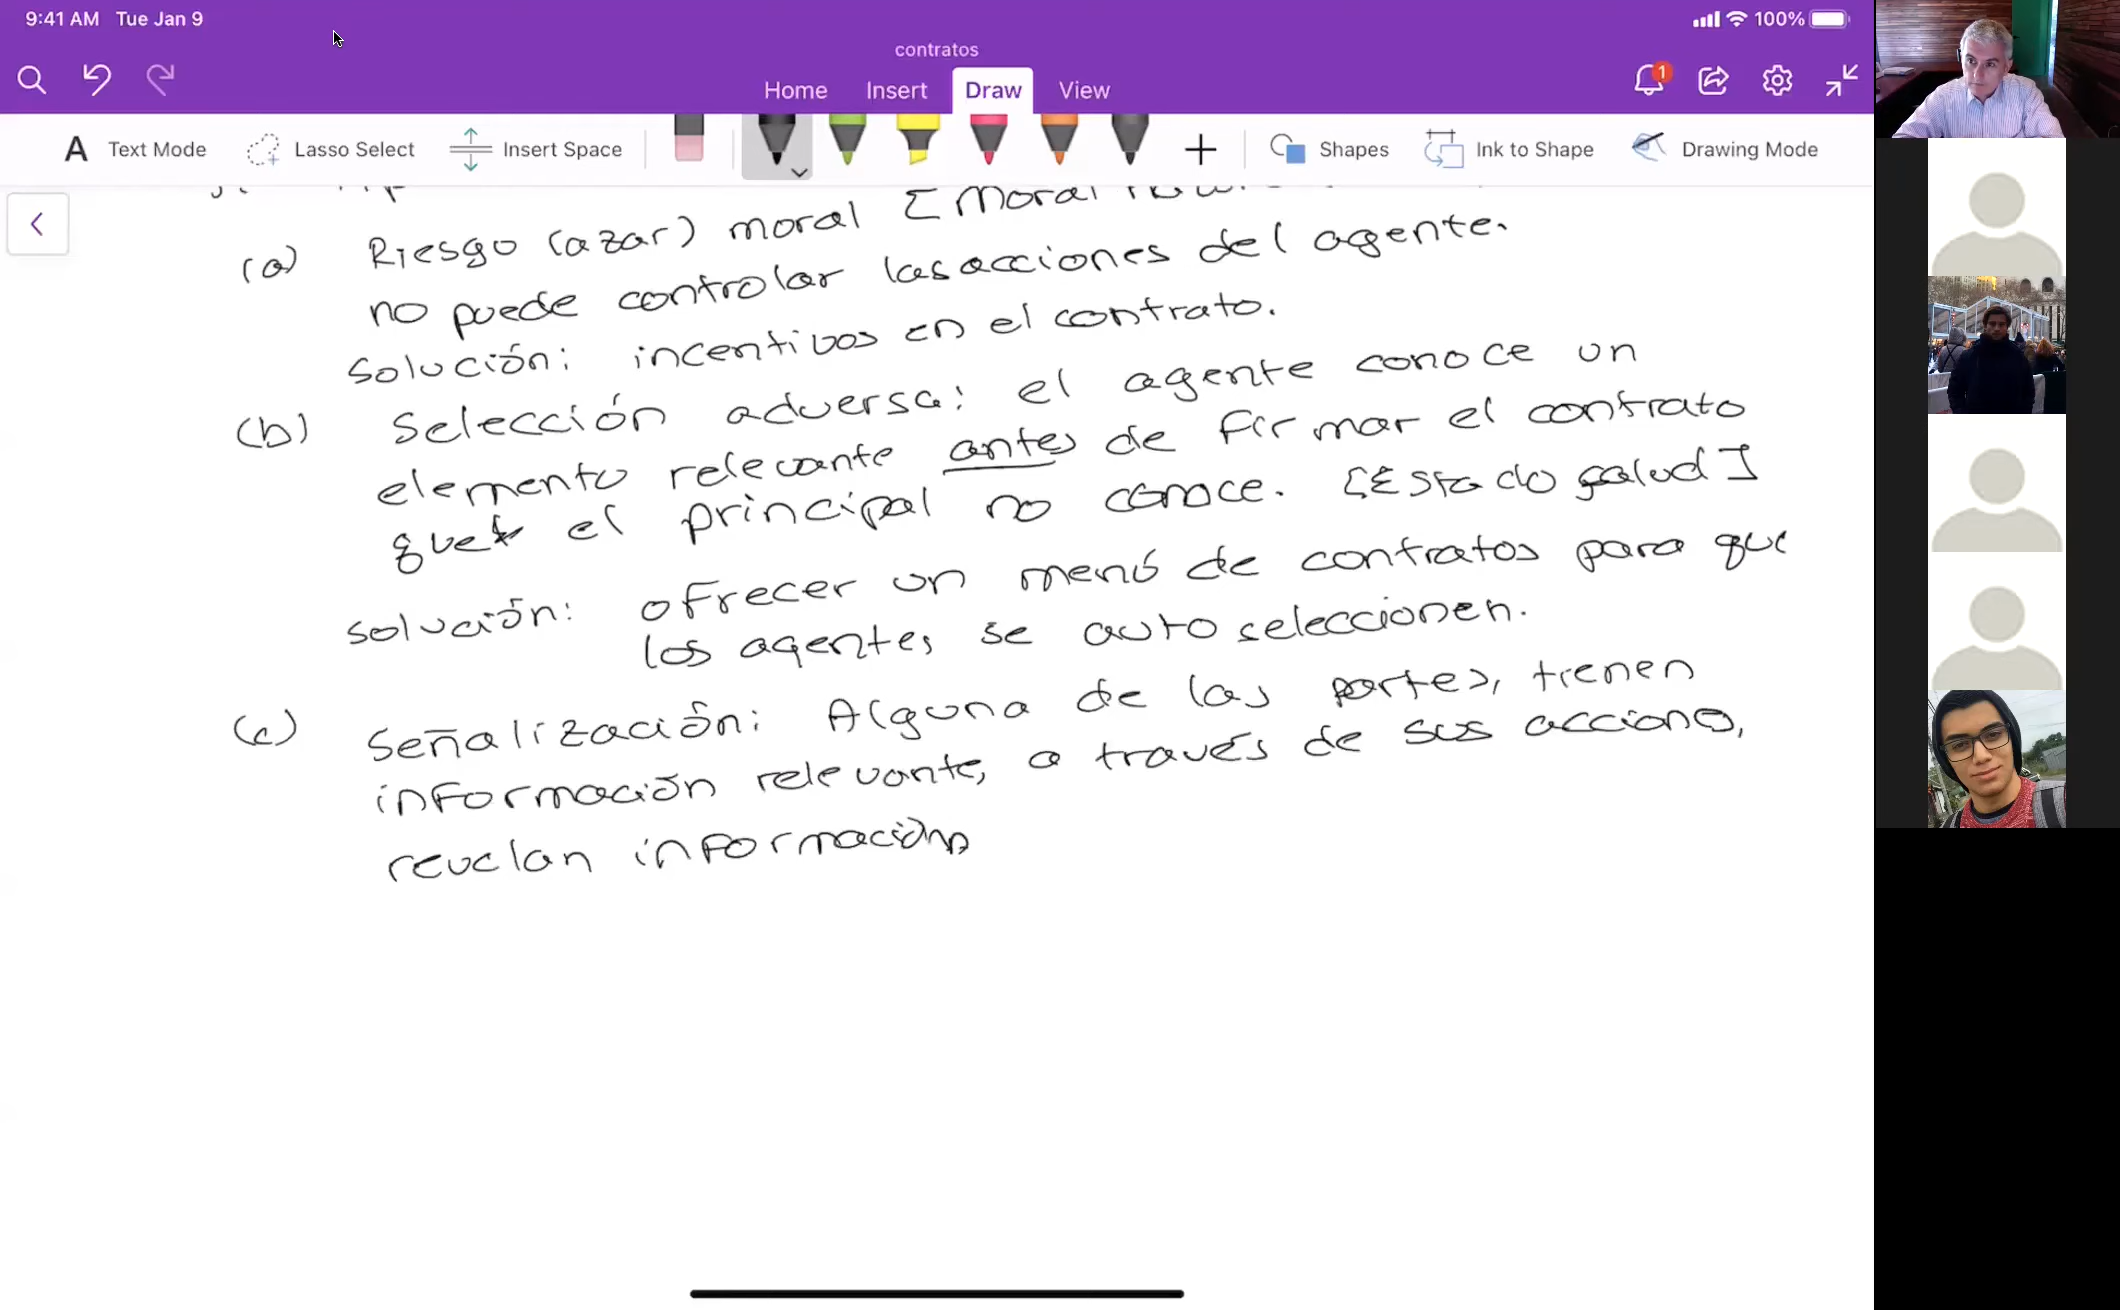 9:41 AM Tue Jan 9
100%
contratos
Home Insert Draw View
1
A Text Mode Lasso Select Insert Space Shapes Ink to Shape Drawing Mode
(a) Riesgo (azar) moral [Moral
no puede controlar las acciones del agente.
solución: incentivos en el contrato.
(b) Selección adversa: el agente conoce un
elemento relevante antes de firmar el contrato
que el principal no conoce. [Estado salud]
solución: ofrecer un menú de contratos para que
los agentes se auto seleccionen.
(c) Señalización: Alguna de las partes, tienen
información relevante, a través de sus acciones,
revelan información